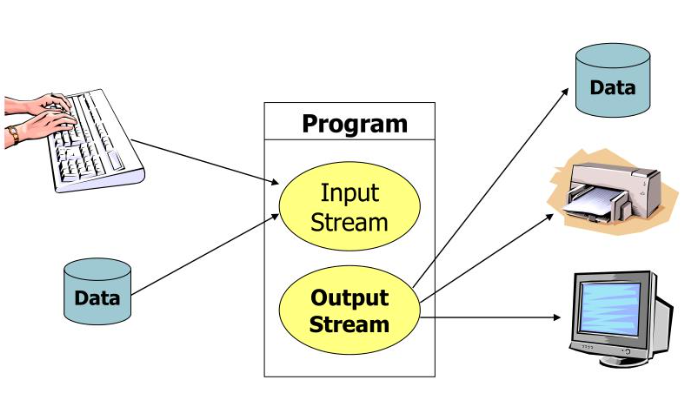 Data
Program
Input
Stream
Data
Output
Stream